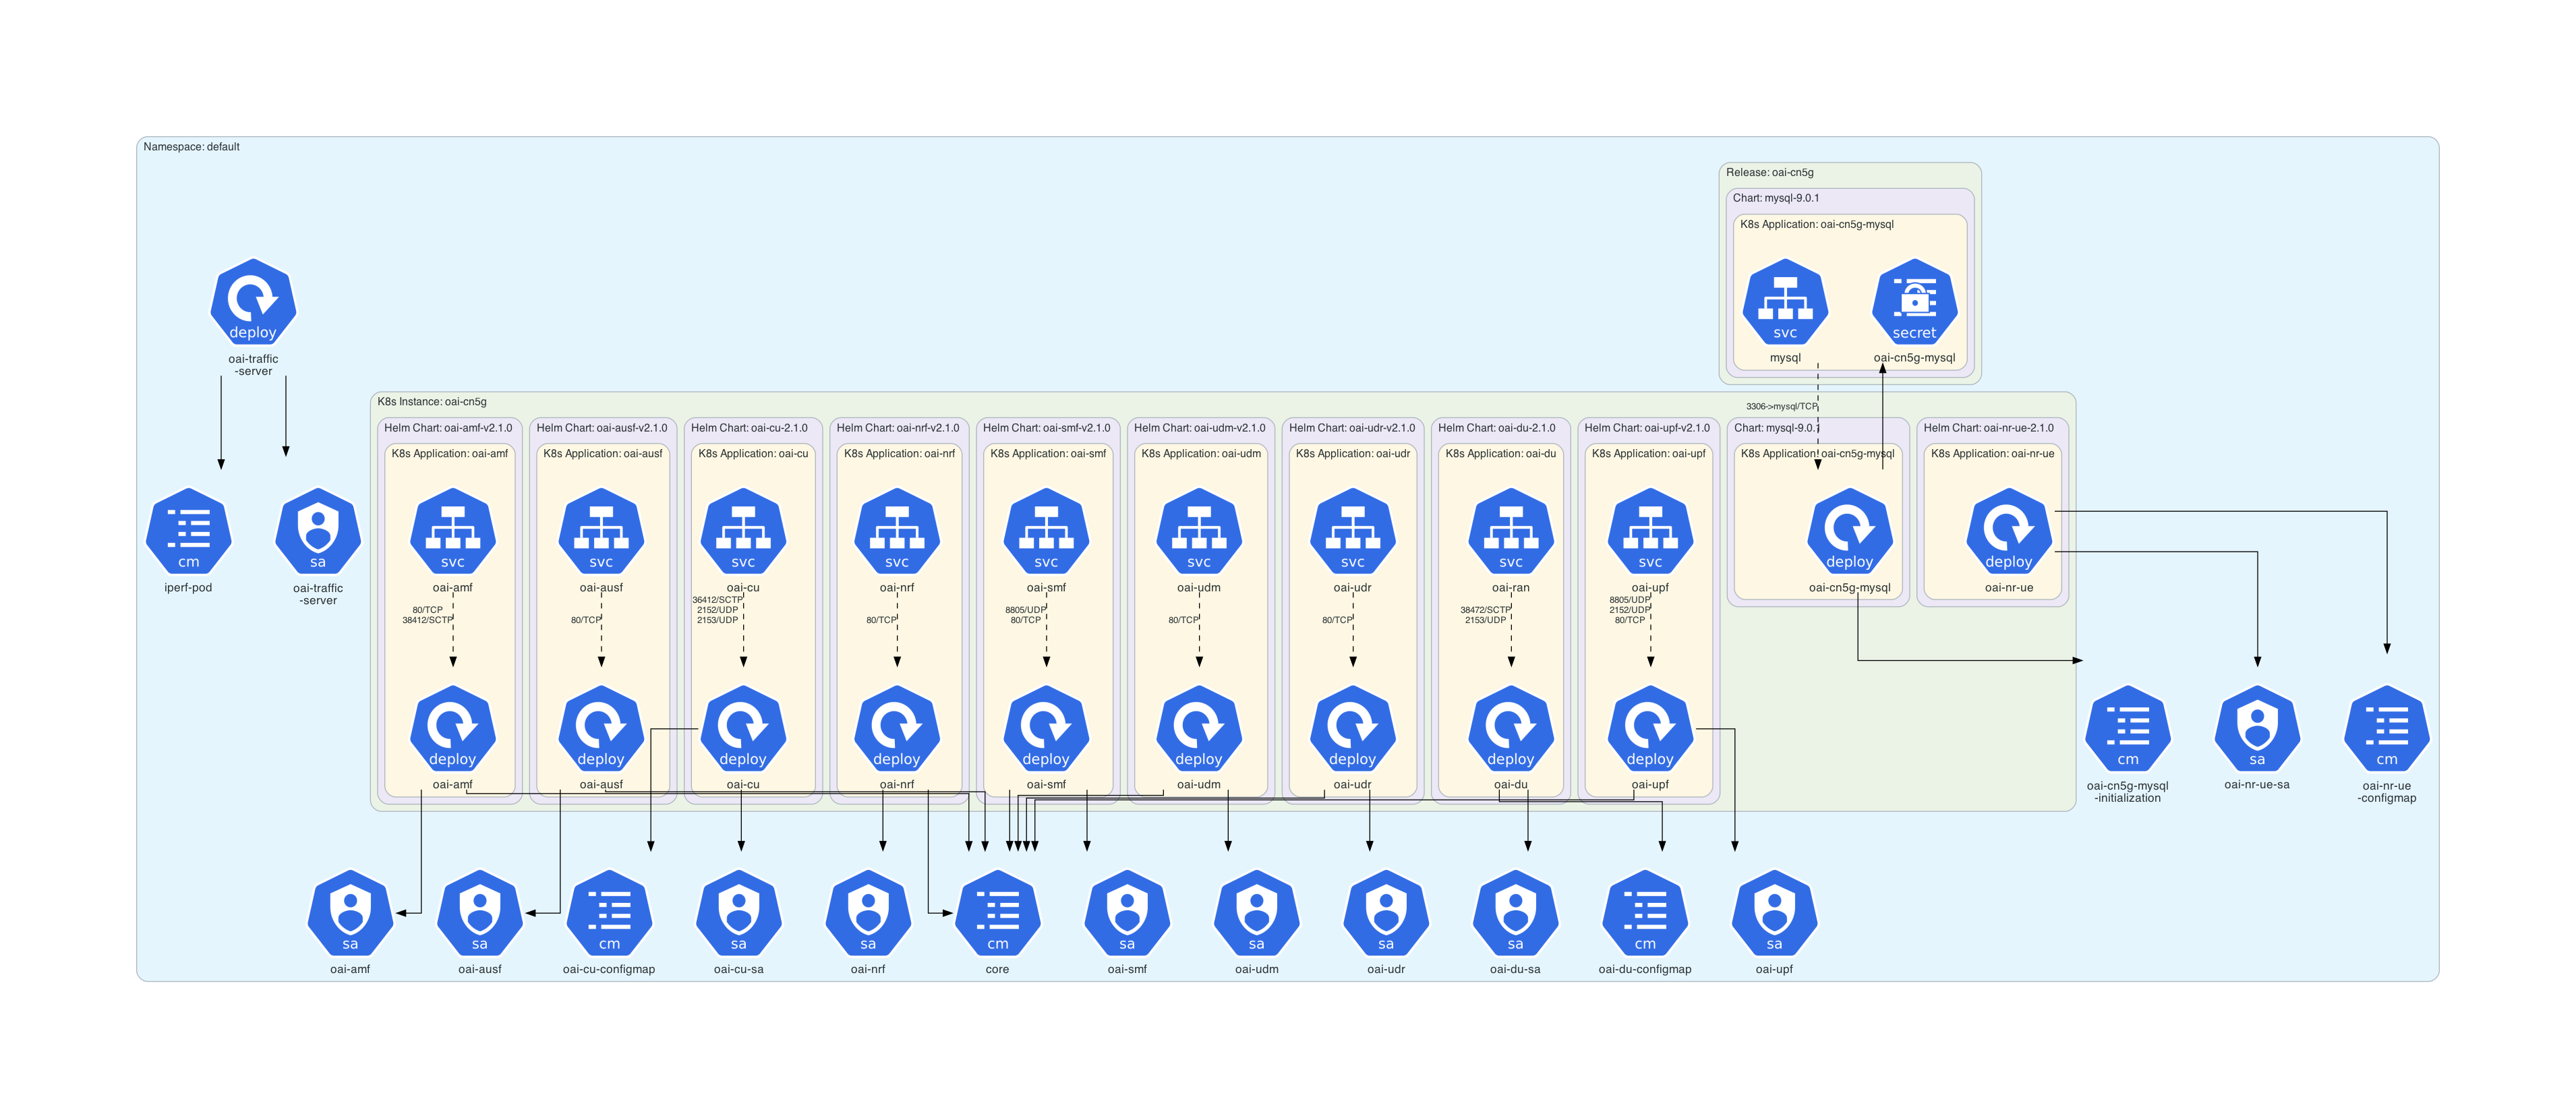 Namespace: default
Release: oai-cn5g
Chart: mysql-9.0.1
K8s Application: oai-cn5g-mysql
deploy
oai-traffic
-server
svc
mysql
secret
oai-cn5g-mysql
3306->mysql/TCP
K8s Instance: oai-cn5g
Helm Chart: oai-amf-v2.1.0
Helm Chart: oai-ausf-v2.1.0
Helm Chart: oai-cu-2.1.0
Helm Chart: oai-nrf-v2.1.0
Helm Chart: oai-smf-v2.1.0
Helm Chart: oai-udm-v2.1.0
Helm Chart: oai-udr-v2.1.0
Helm Chart: oai-du-2.1.0
Helm Chart: oai-upf-v2.1.0
Chart: mysql-9.0.1
Helm Chart: oai-nr-ue-2.1.0
K8s Application: oai-amf
K8s Application: oai-ausf
K8s Application: oai-cu
K8s Application: oai-nrf
K8s Application: oai-smf
K8s Application: oai-udm
K8s Application: oai-udr
K8s Application: oai-du
K8s Application: oai-upf
K8s Application: oai-cn5g-mysql
K8s Application: oai-nr-ue
cm
iperf-pod
sa
oai-traffic
-server
svc
oai-amf
svc
oai-ausf
svc
oai-cu
svc
oai-nrf
svc
oai-smf
svc
oai-udm
svc
oai-udr
svc
oai-ran
svc
oai-upf
deploy
oai-cn5g-mysql
deploy
oai-nr-ue
80/TCP
38412/SCTP
80/TCP
36412/SCTP
2152/UDP
2153/UDP
80/TCP
8805/UDP
80/TCP
80/TCP
80/TCP
38472/SCTP
2153/UDP
8805/UDP
2152/UDP
80/TCP
deploy
oai-amf
deploy
oai-ausf
deploy
oai-cu
deploy
oai-nrf
deploy
oai-smf
deploy
oai-udm
deploy
oai-udr
deploy
oai-du
deploy
oai-upf
cm
oai-cn5g-mysql
-initialization
sa
oai-nr-ue-sa
cm
oai-nr-ue
-configmap
sa
oai-amf
sa
oai-ausf
cm
oai-cu-configmap
sa
oai-cu-sa
sa
oai-nrf
cm
core
sa
oai-smf
sa
oai-udm
sa
oai-udr
sa
oai-du-sa
cm
oai-du-configmap
sa
oai-upf